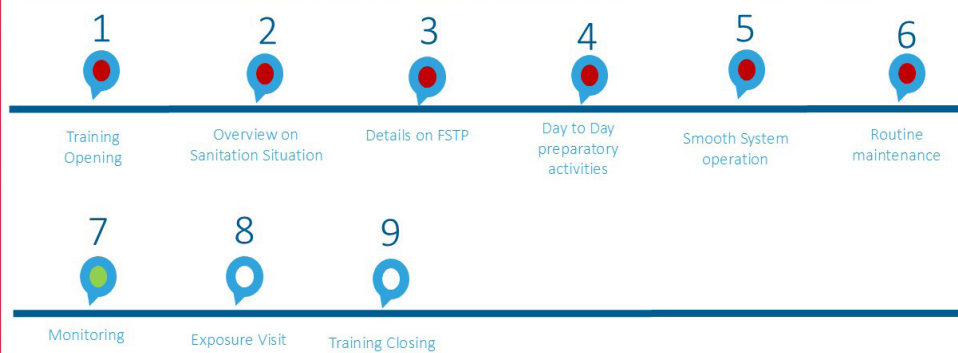 1 2 3 4 5 6
Training
Opening
Overview on
Sanitation Situation
Details on FSTP
Day to Day
preparatory
activities
Smooth System
operation
Routine
maintenance
7 8 9
Monitoring
Exposure Visit
Training Closing